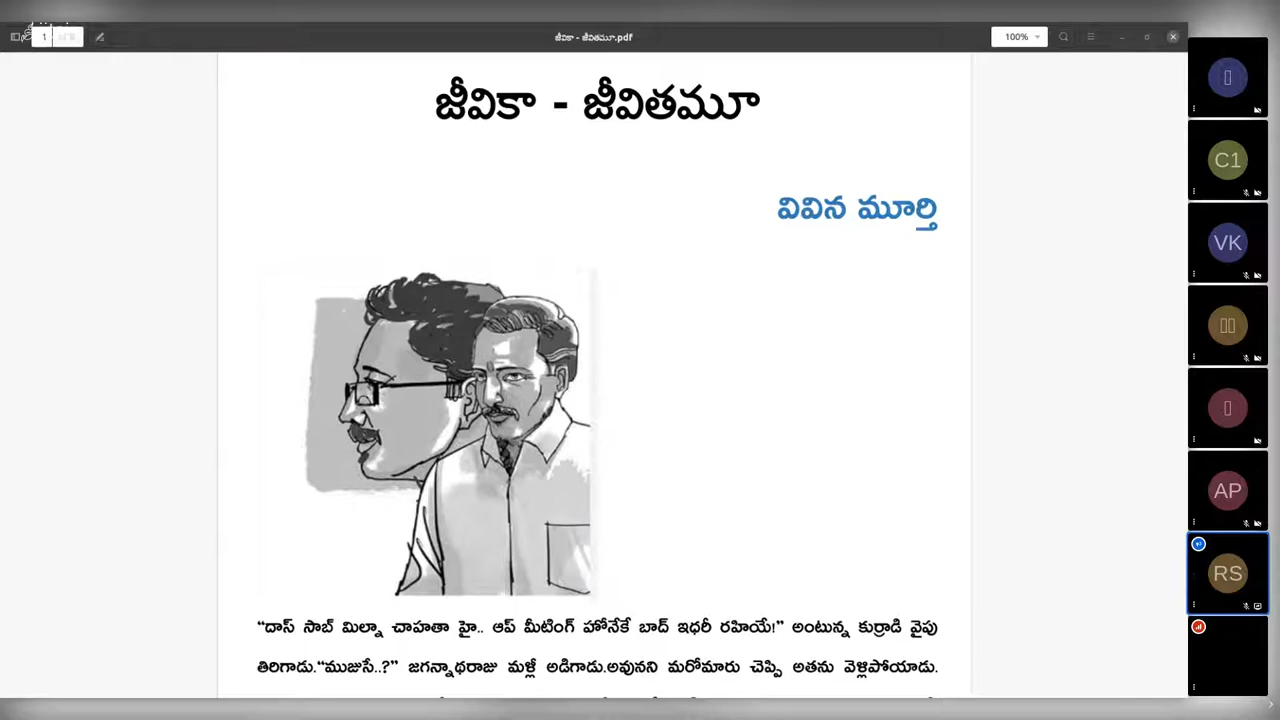 1
జీవికా - జీవితమూ.pdf
100%
జీవికా - జీవితమూ
వివిన మూర్తి
C1
VK
AP
RS
“దాస్ సాబ్ మిల్నా చాహతా హై.. ఆప్ మీటింగ్ హోనేకే బాద్ ఇధరీ రహియే!” అంటున్న కుర్రాడి వైపు
తిరిగాడు.“ముజుసే..?” జగన్నాథరాజు మళ్లీ అడిగాడు.అవునని మరోమారు చెప్పి అతను వెళ్లిపోయాడు.